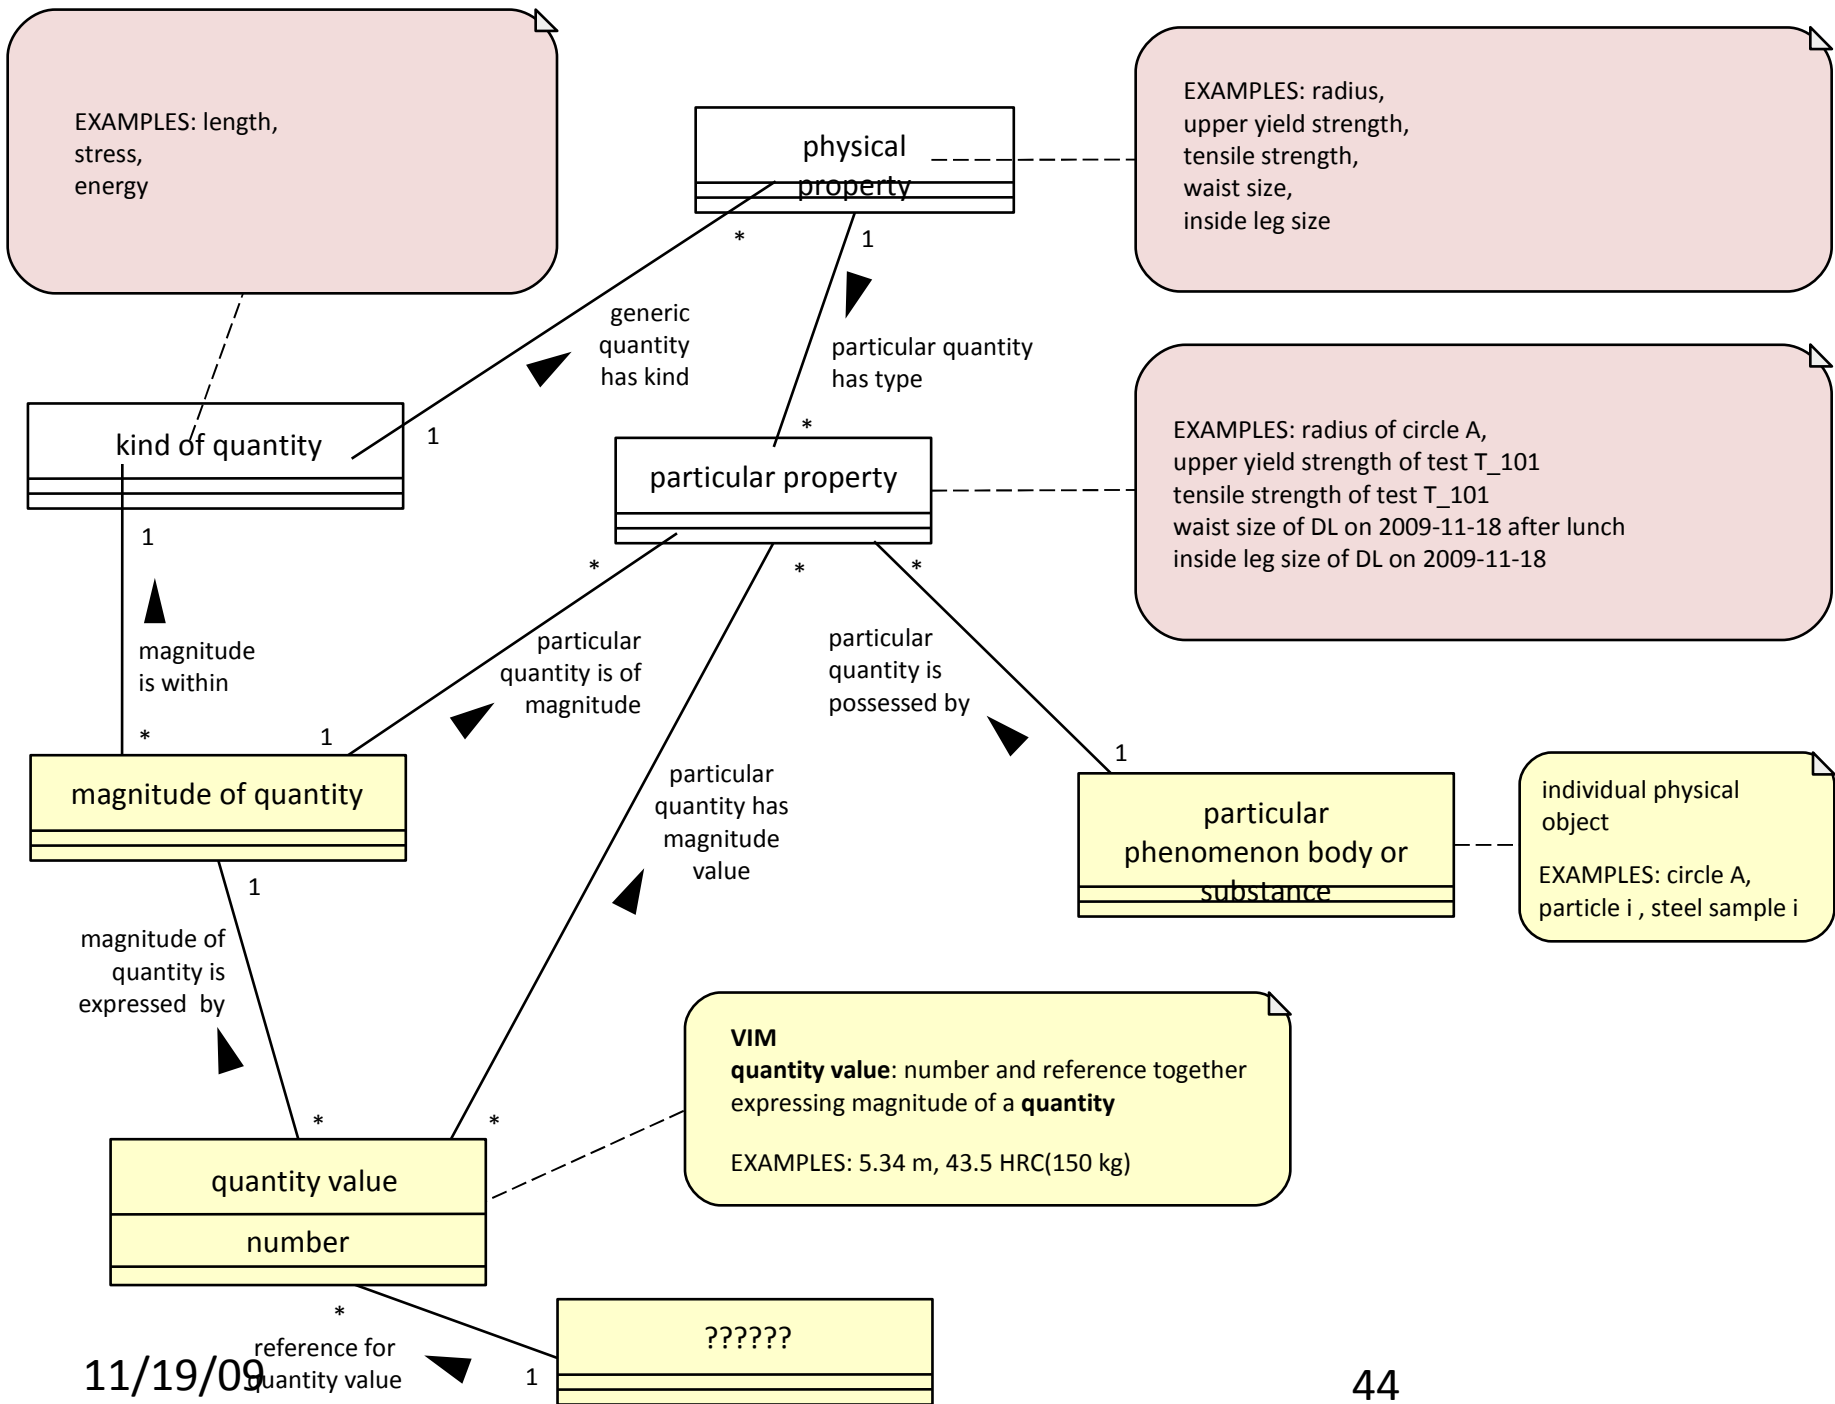 EXAMPLES: length,
stress,
energy
physical
property
EXAMPLES: radius,
upper yield strength,
tensile strength,
waist size,
inside leg size
*
1
generic
quantity
has kind
particular quantity
has type
kind of quantity
1
*
particular property
EXAMPLES: radius of circle A,
upper yield strength of test T_101
tensile strength of test T_101
waist size of DL on 2009-11-18 after lunch
inside leg size of DL on 2009-11-18
1
*
*
*
magnitude
is within
particular
quantity is of
magnitude
particular
quantity is
possessed by
*
1
1
magnitude of quantity
particular
quantity has
magnitude
value
particular
phenomenon body or
substance
individual physical
object
EXAMPLES: circle A,
particle i , steel sample i
1
magnitude of
quantity is
expressed by
*
*
VIM
quantity value: number and reference together
expressing magnitude of a quantity
EXAMPLES: 5.34 m, 43.5 HRC(150 kg)
quantity value
number
*
reference for
quantity value
1
??????
11/19/09
44